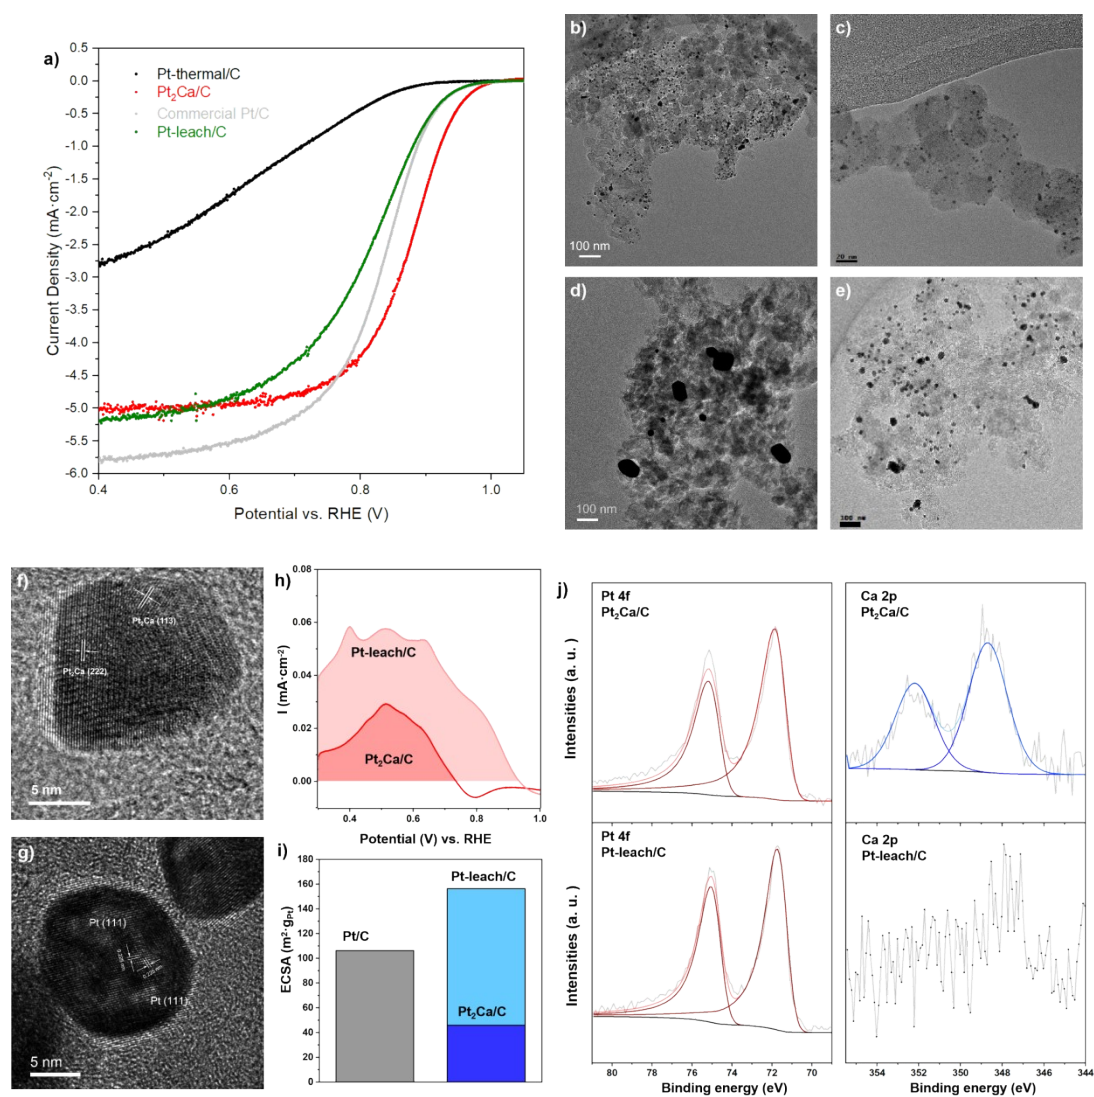 a)
Pt-thermal/C
Pt2Ca/C
Commercial Pt/C
Pt-leach/C
0.5
0.0
-0.5
-1.0
-1.5
-2.0
-2.5
-3.0
-3.5
-4.0
-4.5
-5.0
-5.5
-6.0
Current Density (mA·cm-2)
0.4
0.6
0.8
1.0
Potential vs. RHE (V)
b)
100 nm
c)
20 nm
d)
100 nm
e)
100 nm
f)
Pt2Ca (113)
Pt2Ca (222)
5 nm
g)
Pt (111)
Pt (111)
5 nm
h)
0.08
0.06
0.04
0.02
0.00
I (mA·cm-2)
Pt-leach/C
Pt2Ca/C
0.4
0.6
0.8
1.0
Potential (V) vs. RHE
i)
180
160
140
120
100
80
60
40
20
0
ECSA (m2·gPt)
Pt/C
Pt-leach/C
Pt2Ca/C
j)
Pt 4f
Pt2Ca/C
Ca 2p
Pt2Ca/C
Intensities (a. u. )
Pt 4f
Pt-leach/C
Ca 2p
Pt-leach/C
Intensities (a. u. )
80
78
76
74
72
70
Binding energy (eV)
354
352
350
348
346
344
Binding energy (eV)